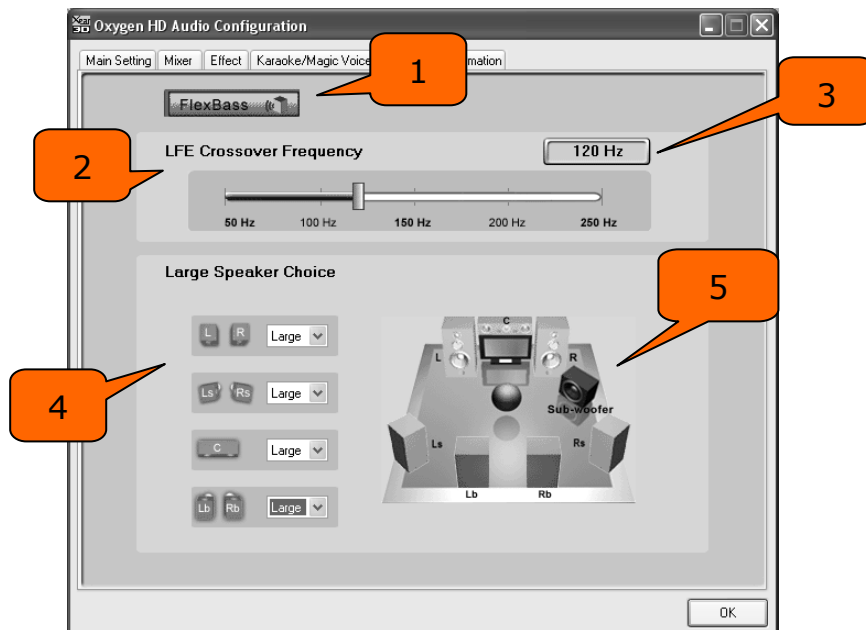 Xear 3D Oxygen HD Audio Configuration
Main Setting Mixer Effect Karaoke/Magic Voice mation
1
FlexBass
3
2
LFE Crossover Frequency 120 Hz
50 Hz 100 Hz 150 Hz 200 Hz 250 Hz
Large Speaker Choice
5
C
L R Large
L R
4
Ls Rs Large
Sub-woofer
C Large
Ls Rs
Lb Rb Large
Lb Rb
OK